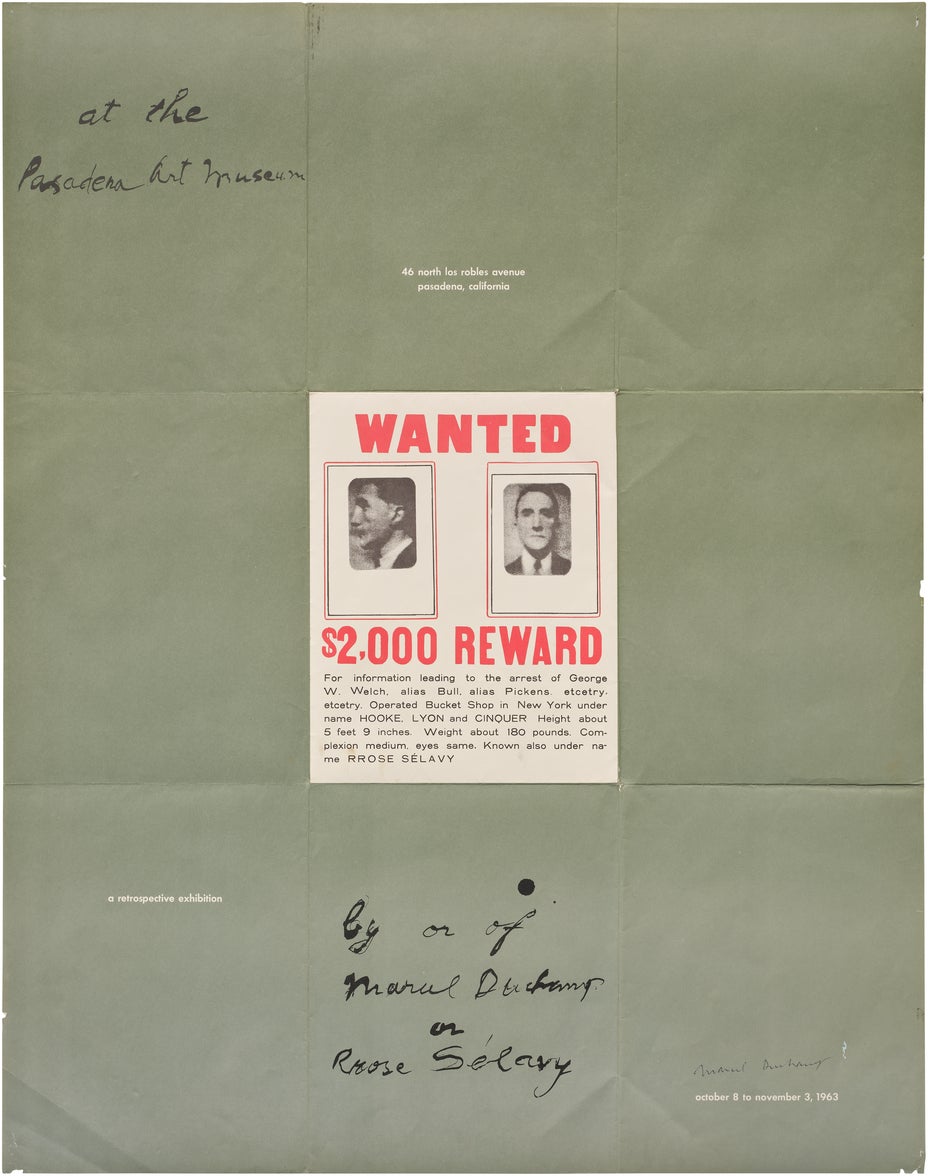 at the
Pasadena Art Museum
46 north los robles avenue
pasadena, california
WANTED
$2,000 REWARD
For information leading to the arrest of George
W. Welch, alias Bull, alias Pickens. etcetry.
etcetry. Operated Bucket Shop in New York under
name HOOKE, LYON and CINQUER Height about
5 feet 9 inches. Weight about 180 pounds. Com-
plexion medium. eyes same. Known also under na-
me RROSE SÉLAVY
a retrospective exhibition
by or of
Marcel Duchamp
or
Rrose Sélavy
Marcel Duchamp
october 8 to november 3, 1963